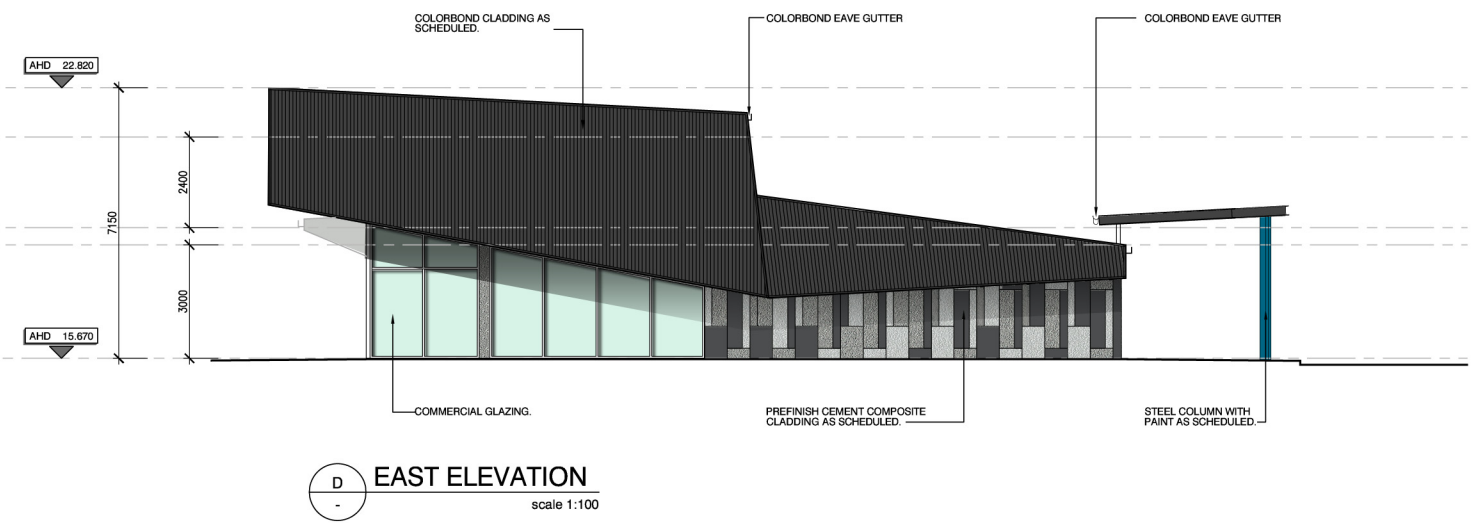 COLORBOND CLADDING AS
SCHEDULED.
COLORBOND EAVE GUTTER
COLORBOND EAVE GUTTER
AHD 22.820
2400
7150
3000
AHD 15.670
COMMERCIAL GLAZING.
PREFINISH CEMENT COMPOSITE
CLADDING AS SCHEDULED.
STEEL COLUMN WITH
PAINT AS SCHEDULED.
D
-
EAST ELEVATION
scale 1:100